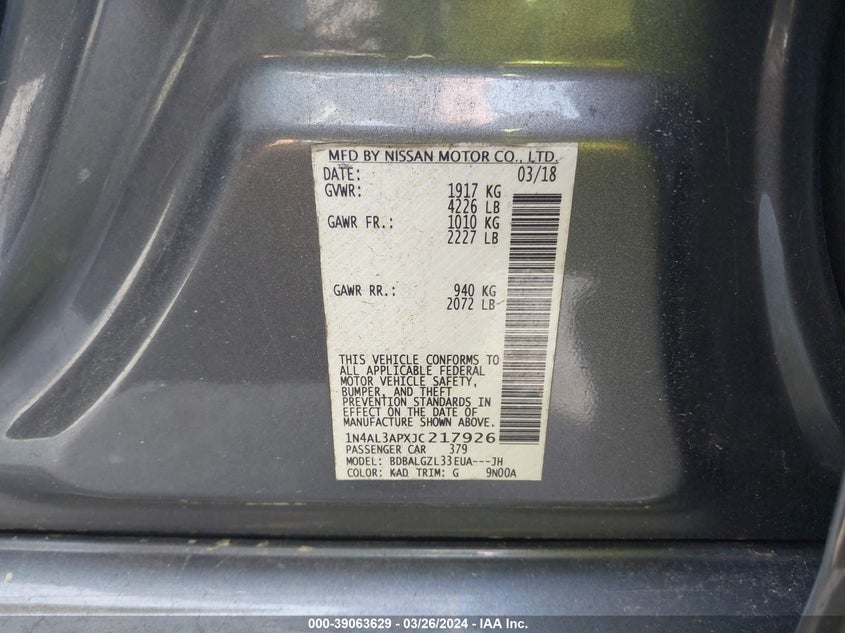 MFD BY NISSAN MOTOR CO., LTD.
DATE: 03/18
GVWR: 1917 KG
4226 LB
GAWR FR.: 1010 KG
2227 LB
GAWR RR.: 940 KG
2072 LB
THIS VEHICLE CONFORMS TO
ALL APPLICABLE FEDERAL
MOTOR VEHICLE SAFETY,
BUMPER, AND THEFT
PREVENTION STANDARDS IN
EFFECT ON THE DATE OF
MANUFACTURE SHOWN ABOVE.
1N4AL3APXJC217926
PASSENGER CAR 379
MODEL: BDBALGZL33EUA---JH
COLOR: KAD TRIM: G 9N00A
000-39063629 - 03/26/2024 - IAA Inc.